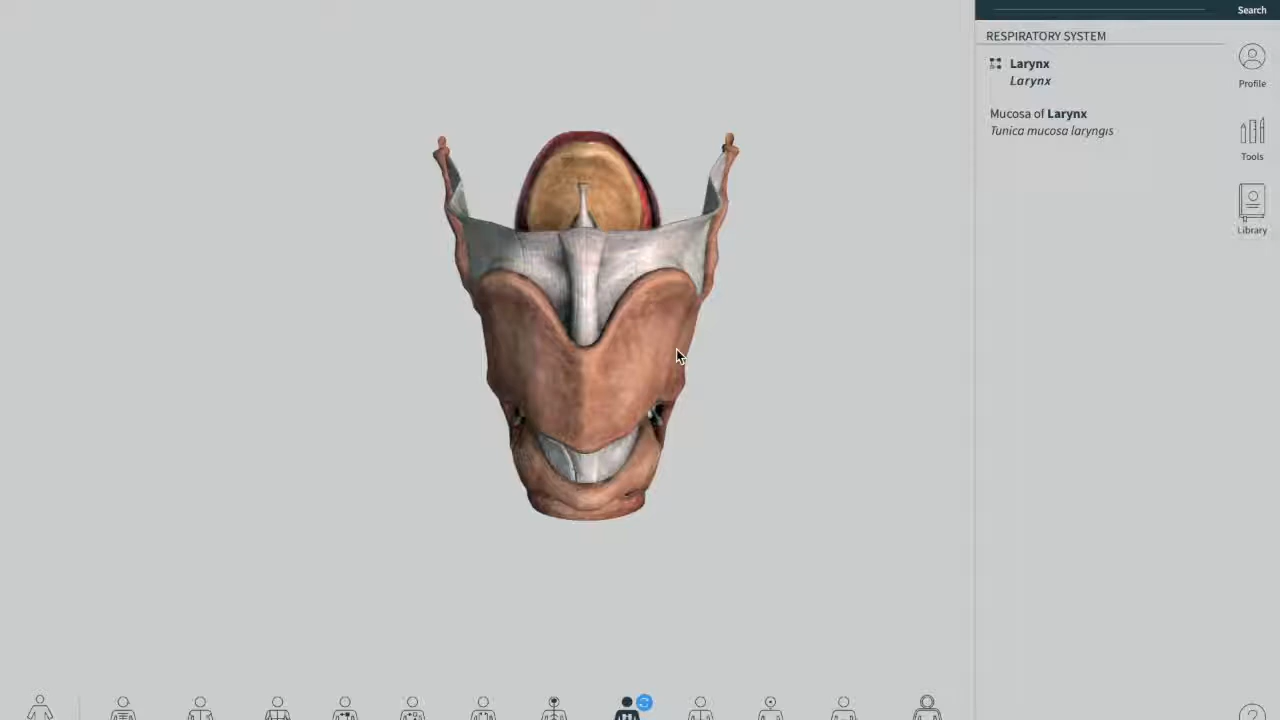 Search
RESPIRATORY SYSTEM
Larynx
Larynx
Profile
Mucosa of Larynx
Tunica mucosa laryngis
Tools
Library
?